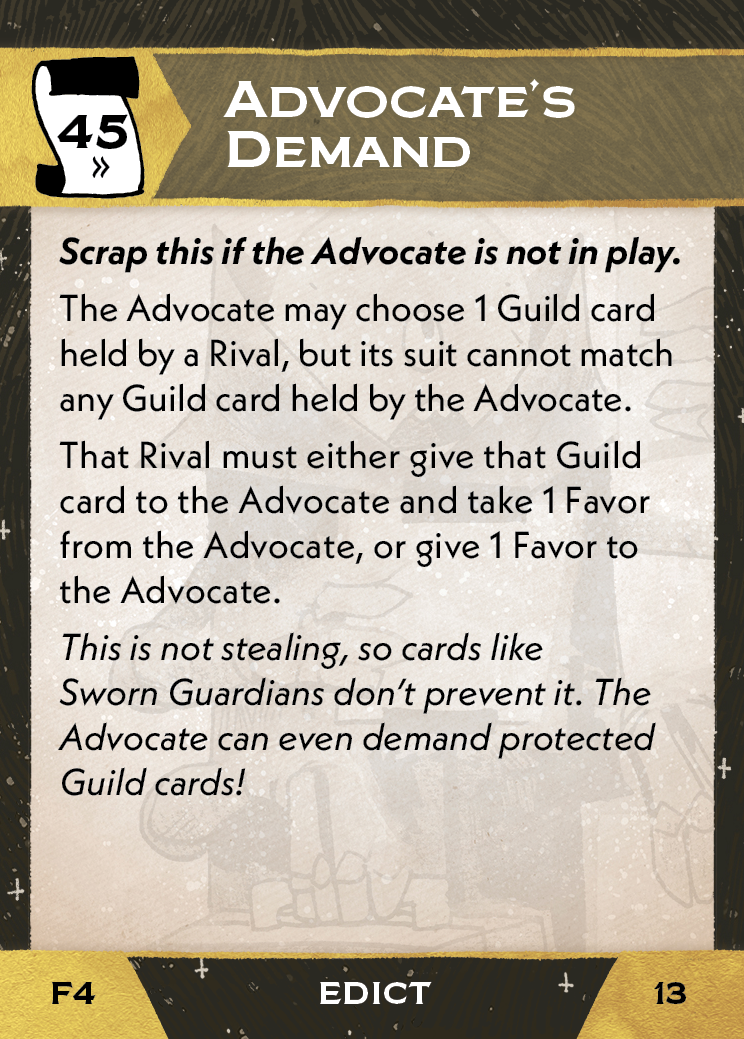 45
»
ADVOCATE'S
DEMAND
Scrap this if the Advocate is not in play.
The Advocate may choose 1 Guild card
held by a Rival, but its suit cannot match
any Guild card held by the Advocate.
That Rival must either give that Guild
card to the Advocate and take 1 Favor
from the Advocate, or give 1 Favor to
the Advocate.
This is not stealing, so cards like
Sworn Guardians don't prevent it. The
Advocate can even demand protected
Guild cards!
F4
EDICT
13